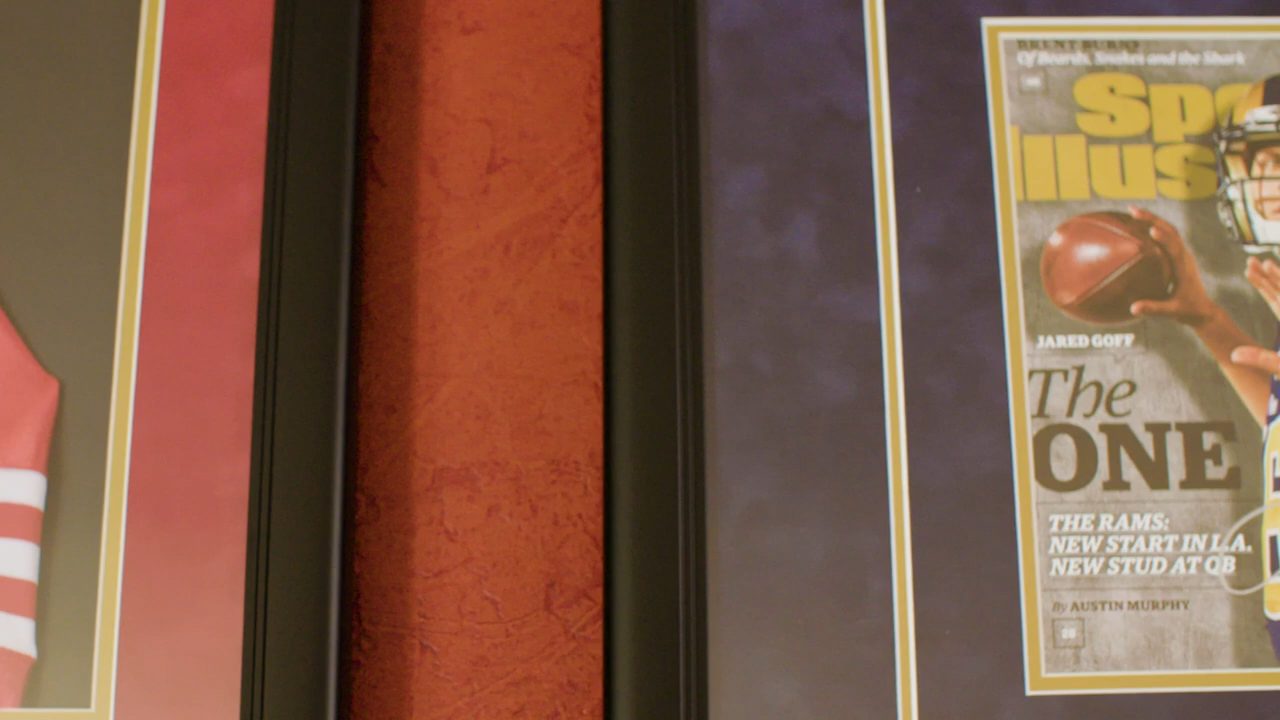 BRENT BURNS
Of Beards, Snakes and the Shark
Spo
Illus
JARED GOFF
The
ONE
THE RAMS:
NEW START IN L.A.
NEW STUD AT QB
By AUSTIN MURPHY